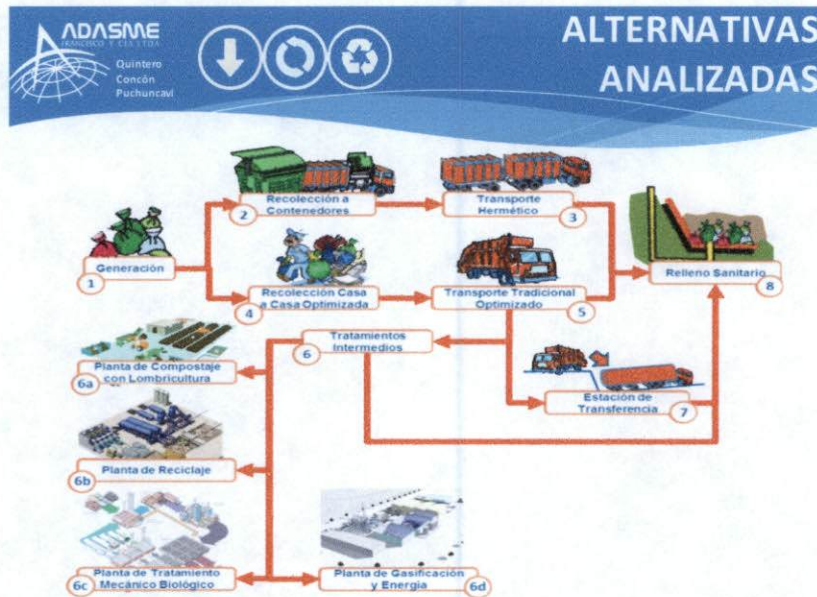 ADASME
FRANCISCO Y CIA LTDA.
Quintero
Concón
Puchuncaví
ALTERNATIVAS
ANALIZADAS
Recolección a
Contenedores
2
Transporte
Hermético
3
Generación
1
Recolección Casa
a Casa Optimizada
4
Transporte Tradicional
Optimizado
5
Relleno Sanitario
8
Tratamientos
Intermedios
6
Planta de Compostaje
con Lombricultura
6a
Estación de
Transferencia
7
Planta de Reciclaje
6b
Planta de Tratamiento
Mecánico Biológico
6c
Planta de Gasificación
y Energía
6d